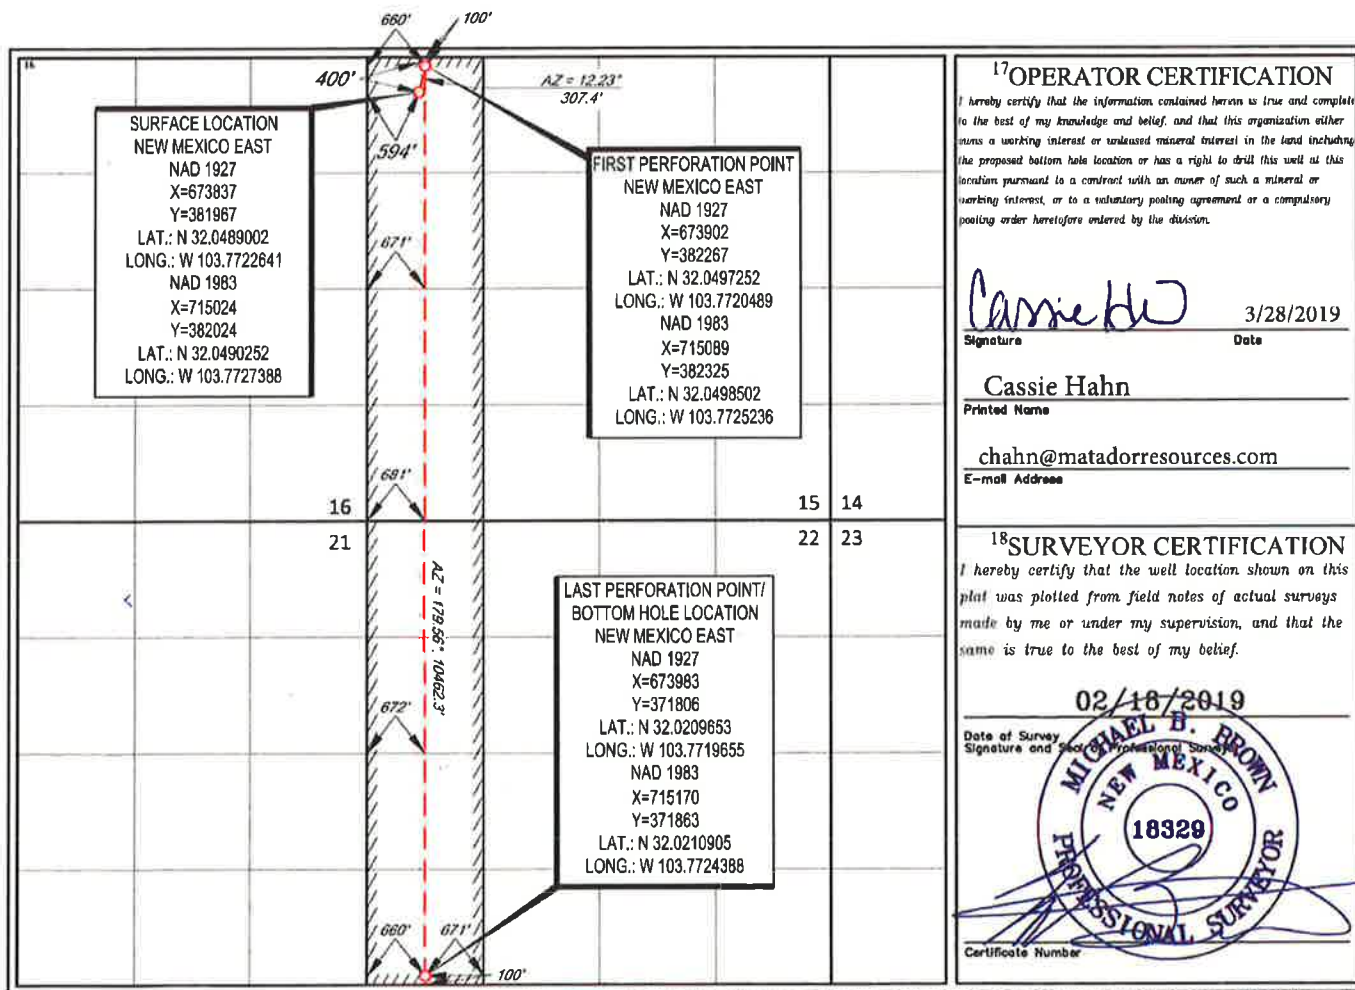 660'
100'
16
400'
AZ = 12.23°
307.4'
594'
SURFACE LOCATION
NEW MEXICO EAST
NAD 1927
X=673837
Y=381967
LAT.: N 32.0489002
LONG.: W 103.7722641
NAD 1983
X=715024
Y=382024
LAT.: N 32.0490252
LONG.: W 103.7727388
FIRST PERFORATION POINT
NEW MEXICO EAST
NAD 1927
X=673902
Y=382267
LAT.: N 32.0497252
LONG.: W 103.7720489
NAD 1983
X=715089
Y=382325
LAT.: N 32.0498502
LONG.: W 103.7725236
671'
681'
16
15 14
21
22 23
AZ = 179.56°, 10462.3'
LAST PERFORATION POINT/
BOTTOM HOLE LOCATION
NEW MEXICO EAST
NAD 1927
X=673983
Y=371806
LAT.: N 32.0209653
LONG.: W 103.7719655
NAD 1983
X=715170
Y=371863
LAT.: N 32.0210905
LONG.: W 103.7724388
672'
660'
671'
100'
17 OPERATOR CERTIFICATION
I hereby certify that the information contained herein is true and complete
to the best of my knowledge and belief, and that this organization either
owns a working interest or unleased mineral interest in the land including
the proposed bottom hole location or has a right to drill this well at this
location pursuant to a contract with an owner of such a mineral or
working interest, or to a voluntary pooling agreement or a compulsory
pooling order heretofore entered by the division.
3/28/2019
Signature Date
Cassie Hahn
Printed Name
chahn@matadorresources.com
E-mail Address
18 SURVEYOR CERTIFICATION
I hereby certify that the well location shown on this
plat was plotted from field notes of actual surveys
made by me or under my supervision, and that the
same is true to the best of my belief.
02/18/2019
Date of Survey
Signature and Seal of Professional Surveyor
MICHAEL B. BROWN
NEW MEXICO
18329
PROFESSIONAL SURVEYOR
Certificate Number